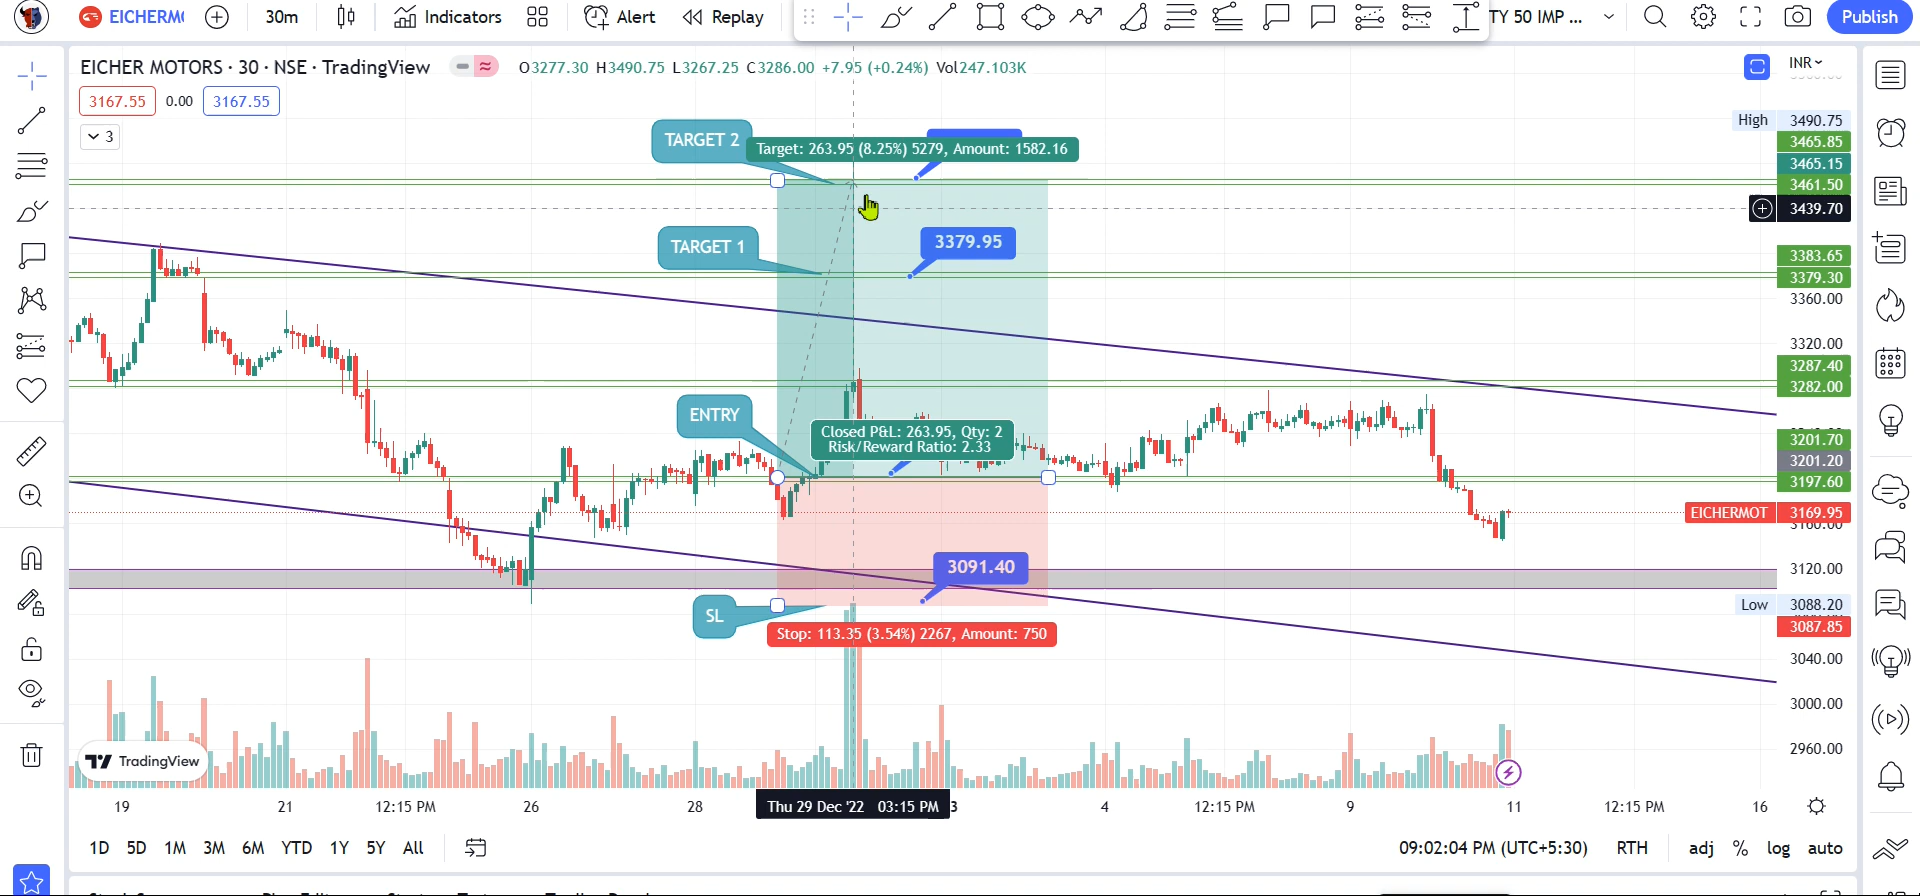 EICHERM
30m
Indicators
Alert
Replay
TY 50 IMP ...
Publish
EICHER MOTORS · 30 · NSE · TradingView
O3277.30 H3490.75 L3267.25 C3286.00 +7.95 (+0.24%) Vol247.103K
INR
3167.55 0.00 3167.55
3
TARGET 2
Target: 263.95 (8.25%) 5279, Amount: 1582.16
High 3490.75
3465.85
3465.15
3461.50
3439.70
TARGET 1
3379.95
3383.65
3379.30
3360.00
3320.00
3287.40
3282.00
ENTRY
Closed P&L: 263.95, Qty: 2
Risk/Reward Ratio: 2.33
3201.70
3201.20
3197.60
EICHERMOT 3169.95
3160.00
3091.40
3120.00
SL
Low 3088.20
3087.85
Stop: 113.35 (3.54%) 2267, Amount: 750
3040.00
3000.00
2960.00
TradingView
19 21 12:15 PM 26 28 Thu 29 Dec '22 03:15 PM 3 4 12:15 PM 9 11 12:15 PM 16
1D 5D 1M 3M 6M YTD 1Y 5Y All
09:02:04 PM (UTC+5:30) RTH adj % log auto